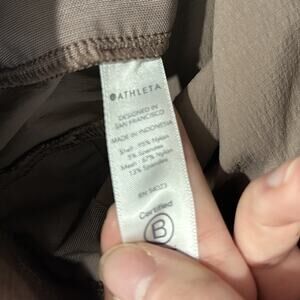 ATHLETA
DESIGNED IN
SAN FRANCISCO
MADE IN INDONESIA
Shell : 95% Nylon
5% Spandex
Mesh : 87% Nylon
13% Spandex
RN 54023
Certified
B